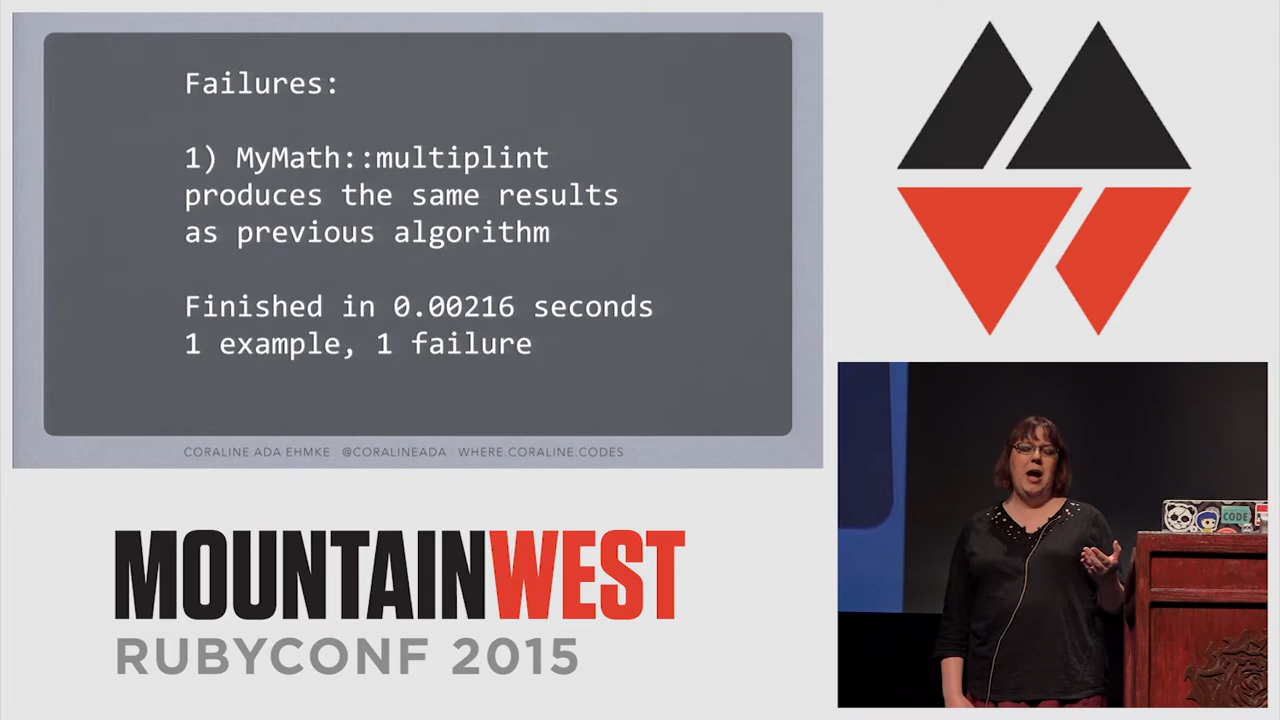 Failures:
1) MyMath::multiplint
produces the same results
as previous algorithm
Finished in 0.00216 seconds
1 example, 1 failure
CORALINE ADA EHMKE @CORALINEADA WHERE.CORALINE.CODES
MOUNTAINWEST
RUBYCONF 2015
CODE